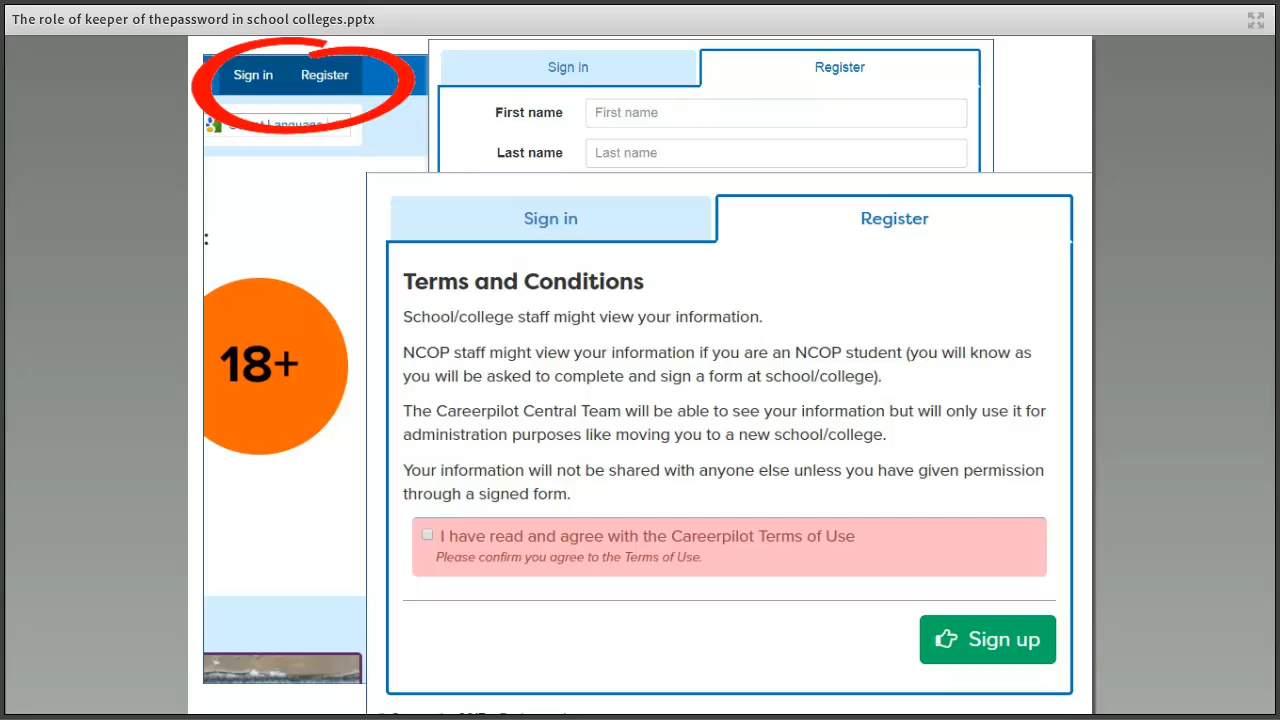 The role of keeper of thepassword in school colleges.pptx
Sign in Register
Language
Sign in Register
First name First name
Last name Last name
:
18+
Sign in Register
Terms and Conditions
School/college staff might view your information.
NCOP staff might view your information if you are an NCOP student (you will know as
you will be asked to complete and sign a form at school/college).
The Careerpilot Central Team will be able to see your information but will only use it for
administration purposes like moving you to a new school/college.
Your information will not be shared with anyone else unless you have given permission
through a signed form.
I have read and agree with the Careerpilot Terms of Use
Please confirm you agree to the Terms of Use.
Sign up